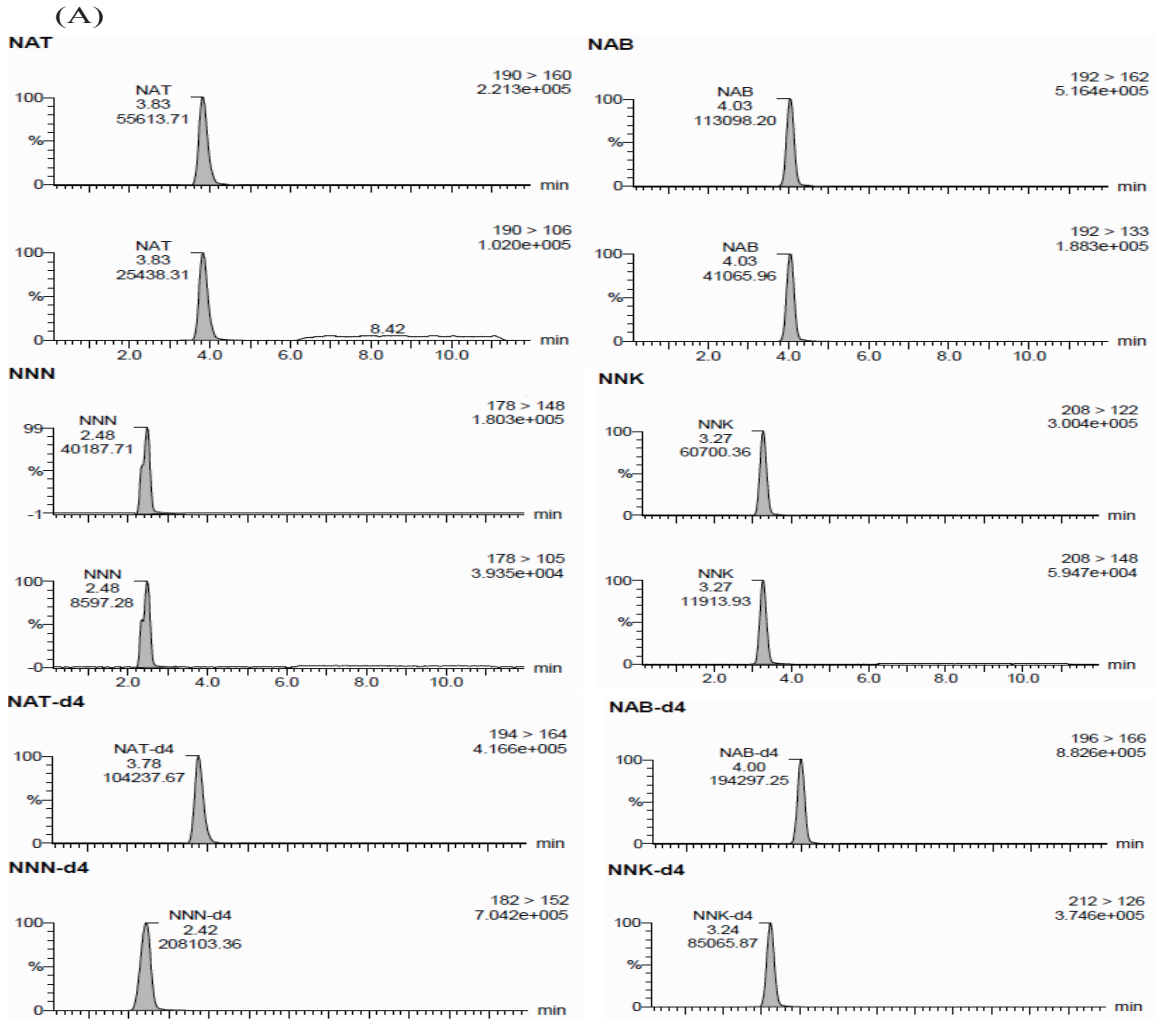 (A)
NAT
190 > 160
2.213e+005
NAT
3.83
55613.71
100
%
0
min
190 > 106
1.020e+005
NAT
3.83
25438.31
100
%
0
8.42
min
2.0 4.0 6.0 8.0 10.0
NAB
192 > 162
5.164e+005
NAB
4.03
113098.20
100
%
0
min
192 > 133
1.883e+005
NAB
4.03
41065.96
100
%
0
min
2.0 4.0 6.0 8.0 10.0
NNN
178 > 148
1.803e+005
NNN
2.48
40187.71
99
%
-1
min
178 > 105
3.935e+004
NNN
2.48
8597.28
100
%
-0
min
2.0 4.0 6.0 8.0 10.0
NNK
208 > 122
3.004e+005
NNK
3.27
60700.36
100
%
0
min
208 > 148
5.947e+004
NNK
3.27
11913.93
100
%
0
min
2.0 4.0 6.0 8.0 10.0
NAT-d4
194 > 164
4.166e+005
NAT-d4
3.78
104237.67
100
%
0
min
NAB-d4
196 > 166
8.826e+005
NAB-d4
4.00
194297.25
100
%
0
min
NNN-d4
182 > 152
7.042e+005
NNN-d4
2.42
208103.36
100
%
0
min
NNK-d4
212 > 126
3.746e+005
NNK-d4
3.24
85065.87
100
%
0
min